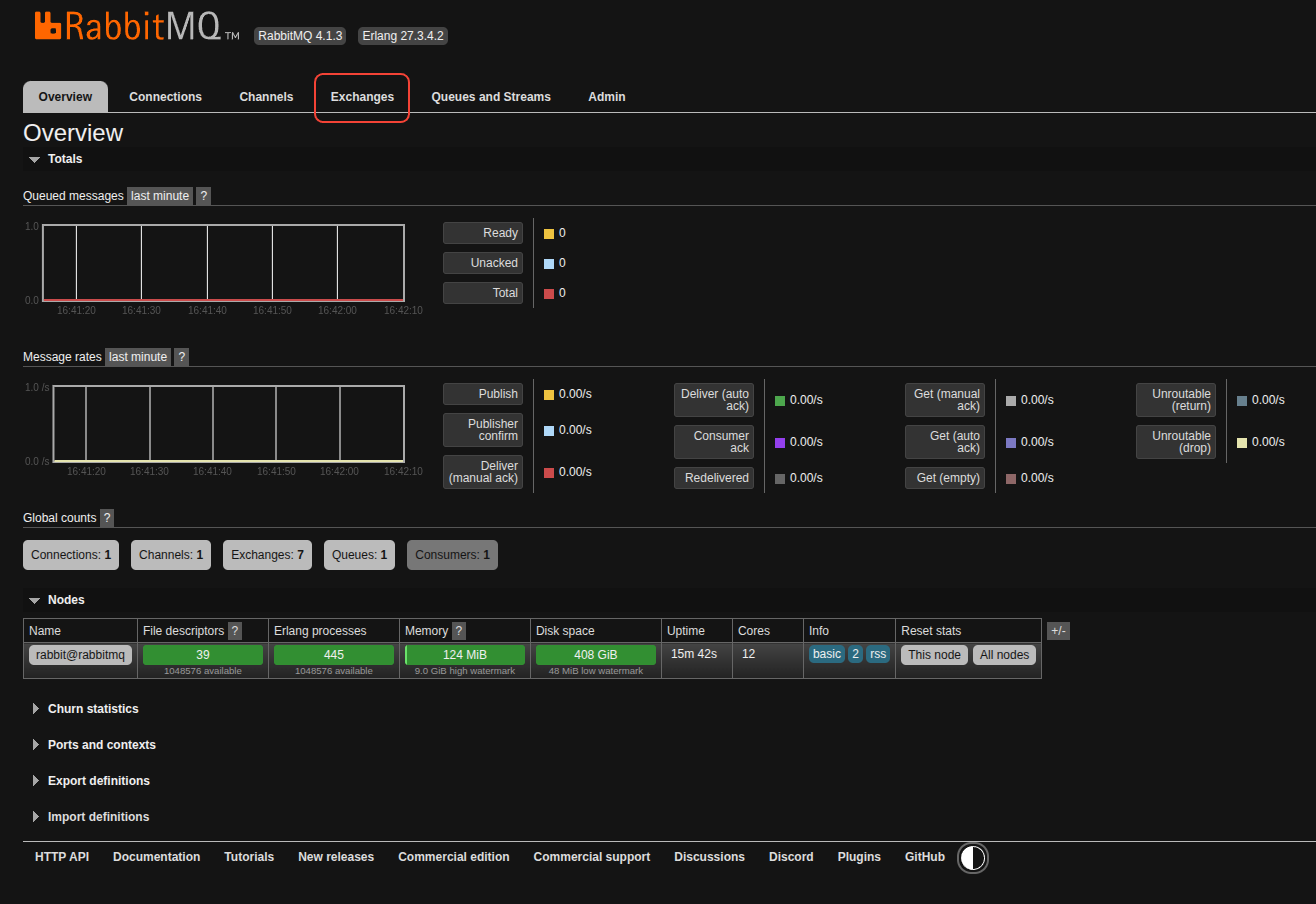 RabbitMQ TM RabbitMQ 4.1.3 Erlang 27.3.4.2
Overview Connections Channels Exchanges Queues and Streams Admin
Overview
Totals
Queued messages last minute ?
1.0
0.0
16:41:20 16:41:30 16:41:40 16:41:50 16:42:00 16:42:10
Ready 0
Unacked 0
Total 0
Message rates last minute ?
1.0 /s
0.0 /s
16:41:20 16:41:30 16:41:40 16:41:50 16:42:00 16:42:10
Publish 0.00/s
Publisher
confirm 0.00/s
Deliver
(manual ack) 0.00/s
Deliver (auto
ack) 0.00/s
Consumer
ack 0.00/s
Redelivered 0.00/s
Get (manual
ack) 0.00/s
Get (auto
ack) 0.00/s
Get (empty) 0.00/s
Unroutable
(return) 0.00/s
Unroutable
(drop) 0.00/s
Global counts ?
Connections: 1 Channels: 1 Exchanges: 7 Queues: 1 Consumers: 1
Nodes
Name File descriptors ? Erlang processes Memory ? Disk space Uptime Cores Info Reset stats +/-
rabbit@rabbitmq 39 445 124 MiB 408 GiB 15m 42s 12 basic 2 rss This node All nodes
1048576 available 1048576 available 9.0 GiB high watermark 48 MiB low watermark
Churn statistics
Ports and contexts
Export definitions
Import definitions
HTTP API Documentation Tutorials New releases Commercial edition Commercial support Discussions Discord Plugins GitHub